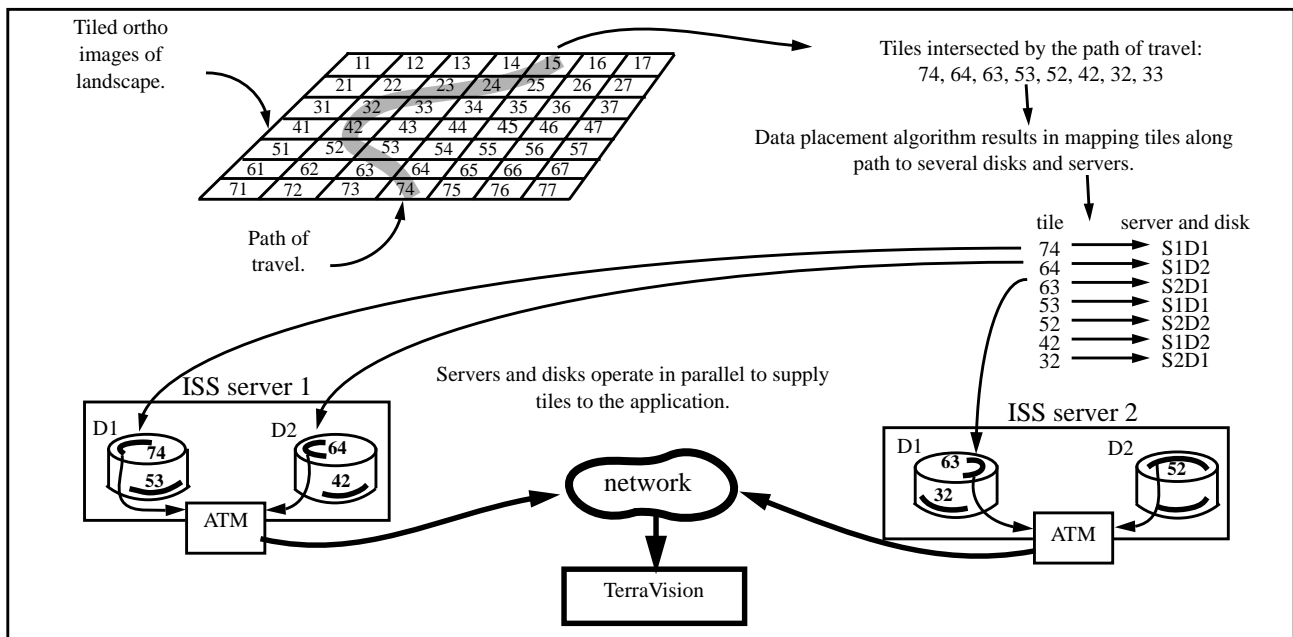 Tiled ortho
images of
landscape.
11 12 13 14 15 16 17
21 22 23 24 25 26 27
31 32 33 34 35 36 37
41 42 43 44 45 46 47
51 52 53 54 55 56 57
61 62 63 64 65 66 67
71 72 73 74 75 76 77
Path of
travel.
Tiles intersected by the path of travel:
74, 64, 63, 53, 52, 42, 32, 33
Data placement algorithm results in mapping tiles along
path to several disks and servers.
tile server and disk
74 S1D1
64 S1D2
63 S2D1
53 S1D1
52 S2D2
42 S1D2
32 S2D1
Servers and disks operate in parallel to supply
tiles to the application.
ISS server 1
D1
74
53
D2
64
42
ATM
network
TerraVision
ISS server 2
D1
63
32
D2
52
ATM